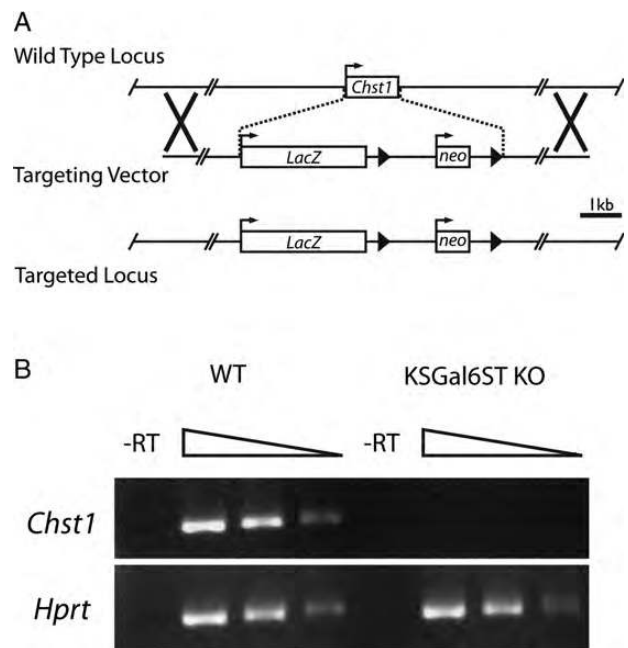 A
Wild Type Locus
Chst1
LacZ
neo
Targeting Vector
1kb
LacZ
neo
Targeted Locus
B
WT
KSGal6ST KO
-RT
-RT
Chst1
Hprt